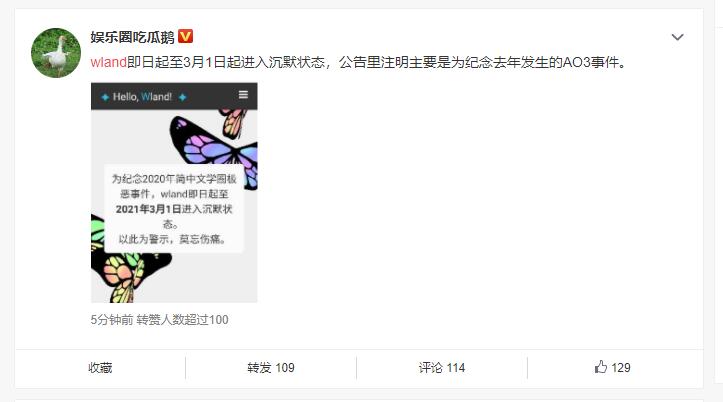 娱乐圈吃瓜鹅
wland即日起至3月1日起进入沉默状态，公告里注明主要是为纪念去年发生的AO3事件。
Hello, Wland!
为纪念2020年简中文学圈极
恶事件，wland即日起至
2021年3月1日进入沉默状
态。
以此为警示，莫忘伤痛。
5分钟前 转赞人数超过100
收藏 转发 109 评论 114 129